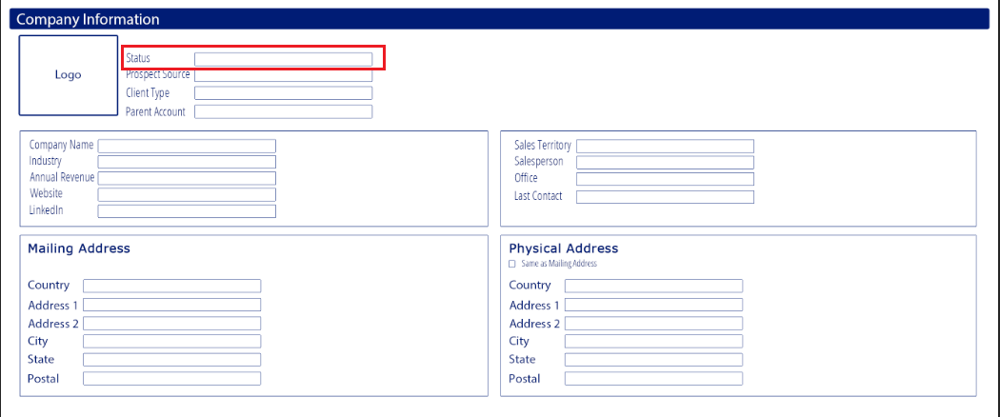 Company Information
Logo
Status
Prospect Source
Client Type
Parent Account
Company Name
Industry
Annual Revenue
Website
LinkedIn
Sales Territory
Salesperson
Office
Last Contact
Mailing Address
Country
Address 1
Address 2
City
State
Postal
Physical Address
Same as Mailing Address
Country
Address 1
Address 2
City
State
Postal